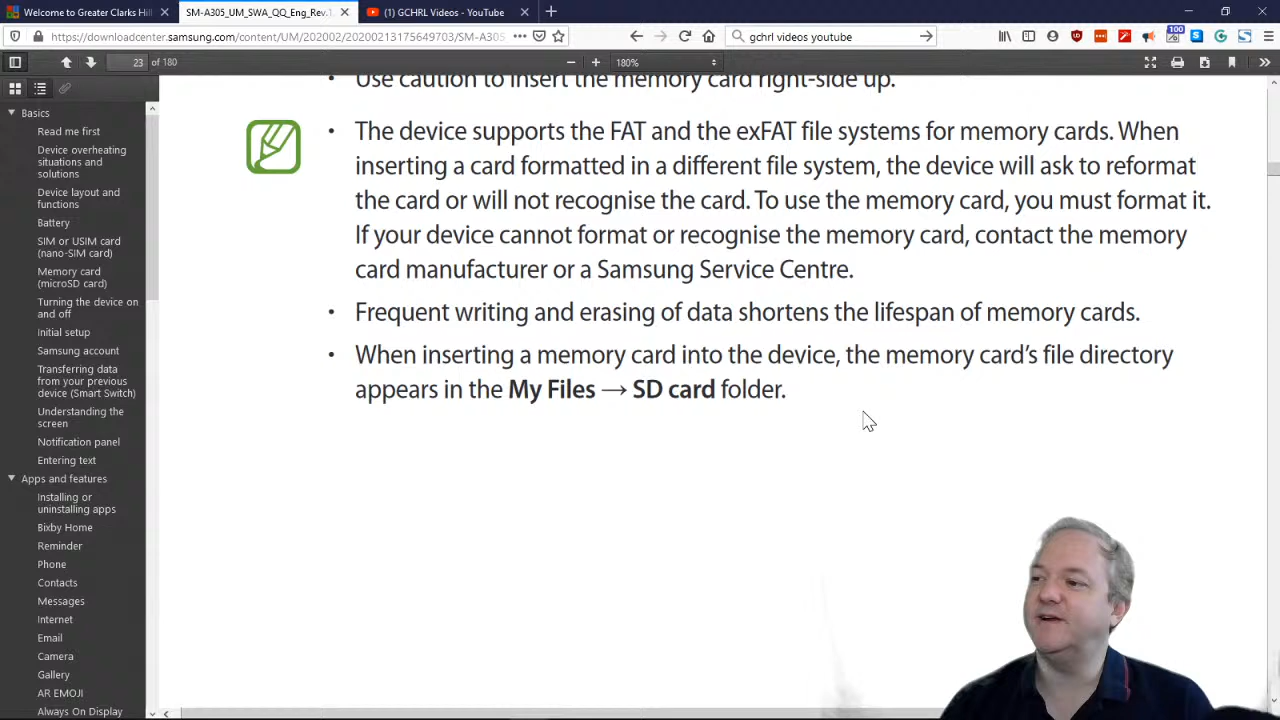 Welcome to Greater Clarks Hill
SM-A305_UM_SWA_QQ_Eng_Rev.1
(1) GCHRL Videos - YouTube
https://downloadcenter.samsung.com/content/UM/202002/20200213175649703/SM-A305
gchrl videos youtube
100
23 of 180
180%
Basics
Read me first
Device overheating
situations and
solutions
Device layout and
functions
Battery
SIM or USIM card
(nano-SIM card)
Memory card
(microSD card)
Turning the device on
and off
Initial setup
Samsung account
Transferring data
from your previous
device (Smart Switch)
Understanding the
screen
Notification panel
Entering text
Apps and features
Installing or
uninstalling apps
Bixby Home
Reminder
Phone
Contacts
Messages
Internet
Email
Camera
Gallery
AR EMOJI
Always On Display
• Use caution to insert the memory card right-side up.
• The device supports the FAT and the exFAT file systems for memory cards. When
inserting a card formatted in a different file system, the device will ask to reformat
the card or will not recognise the card. To use the memory card, you must format it.
If your device cannot format or recognise the memory card, contact the memory
card manufacturer or a Samsung Service Centre.
• Frequent writing and erasing of data shortens the lifespan of memory cards.
• When inserting a memory card into the device, the memory card's file directory
appears in the My Files → SD card folder.